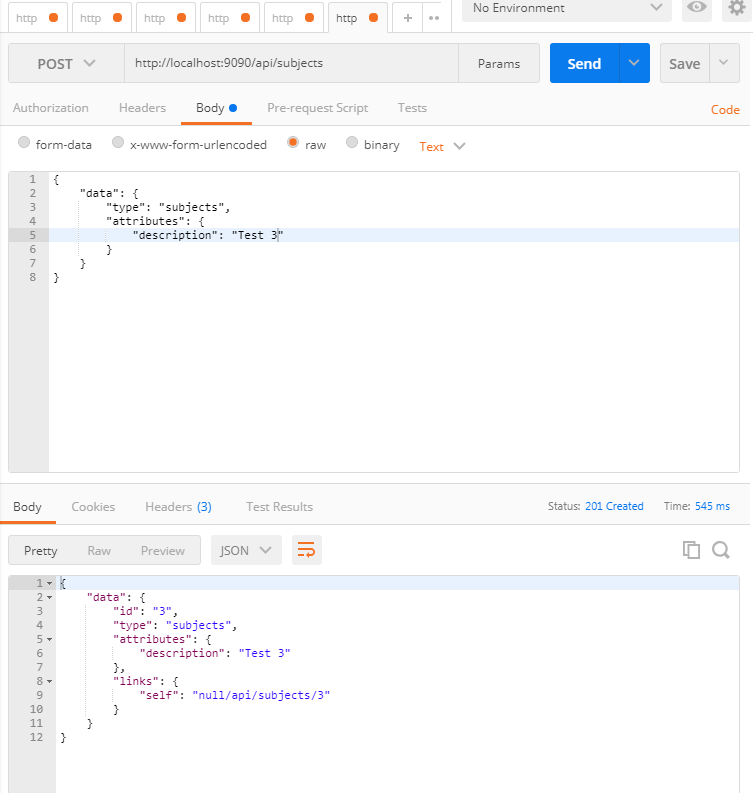 http http http http http http + •• No Environment
POST http://localhost:9090/api/subjects Params Send Save
Authorization Headers Body Pre-request Script Tests Code
form-data x-www-form-urlencoded raw binary Text
1 {
2 "data": {
3 "type": "subjects",
4 "attributes": {
5 "description": "Test 3"
6 }
7 }
8 }
Body Cookies Headers (3) Test Results Status: 201 Created Time: 545 ms
Pretty Raw Preview JSON
1 {
2 "data": {
3 "id": "3",
4 "type": "subjects",
5 "attributes": {
6 "description": "Test 3"
7 },
8 "links": {
9 "self": "null/api/subjects/3"
10 }
11 }
12 }